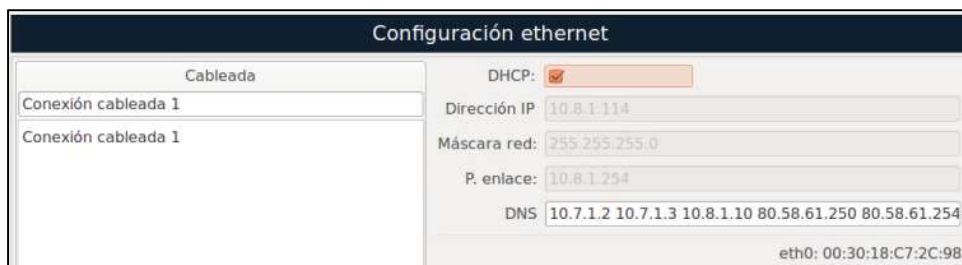 Configuración ethernet
Cableada
Conexión cableada 1
Conexión cableada 1
DHCP:
Dirección IP 10.8.1.114
Máscara red: 255.255.255.0
P. enlace: 10.8.1.254
DNS 10.7.1.2 10.7.1.3 10.8.1.10 80.58.61.250 80.58.61.254
eth0: 00:30:18:C7:2C:98